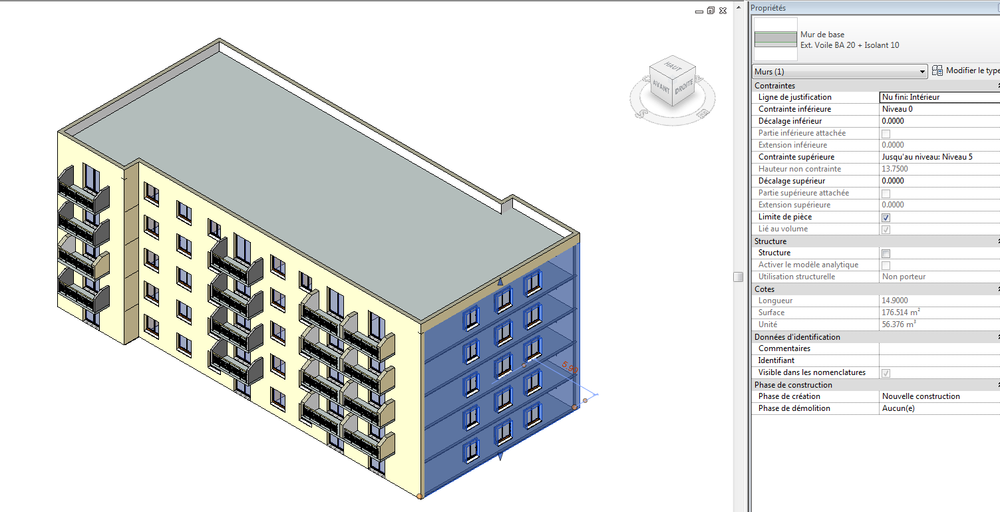 Propriétés
Mur de base
Ext. Voile BA 20 + Isolant 10
Murs (1)
Modifier le type
Contraintes
Ligne de justification Nu fini: Intérieur
Contrainte inférieure Niveau 0
Décalage inférieur 0.0000
Partie inférieure attachée
Extension inférieure 0.0000
Contrainte supérieure Jusqu'au niveau: Niveau 5
Hauteur non contrainte 13.7500
Décalage supérieur 0.0000
Partie supérieure attachée
Extension supérieure 0.0000
Limite de pièce
Lié au volume
Structure
Structure
Activer le modèle analytique
Utilisation structurelle Non porteur
Cotes
Longueur 14.9000
Surface 176.514 m²
Unité 56.376 m³
Données d'identification
Commentaires
Identifiant
Visible dans les nomenclatures
Phase de construction
Phase de création Nouvelle construction
Phase de démolition Aucun(e)
HAUT
AVANT
DROITE
S